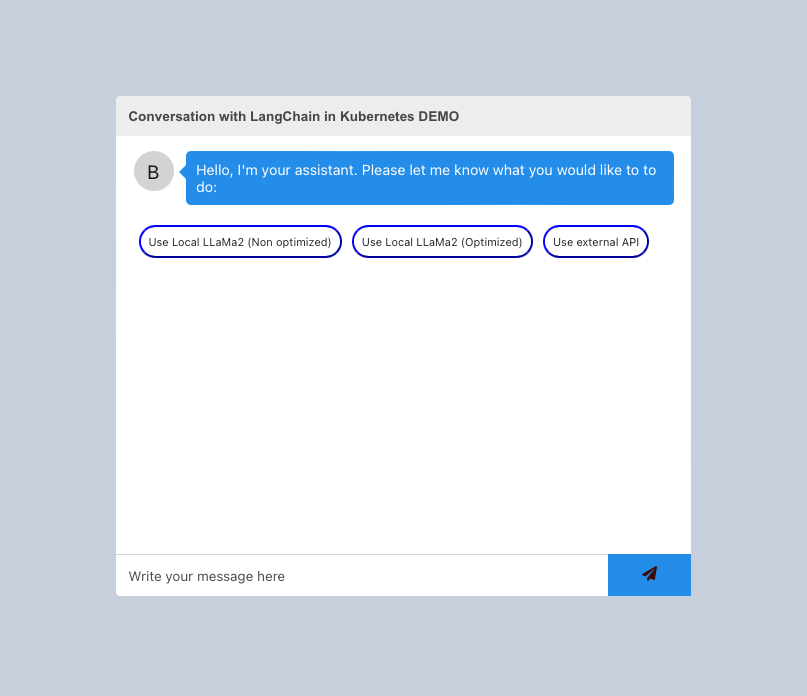 Conversation with LangChain in Kubernetes DEMO
B
Hello, I'm your assistant. Please let me know what you would like to to
do:
Use Local LLaMa2 (Non optimized)
Use Local LLaMa2 (Optimized)
Use external API
Write your message here